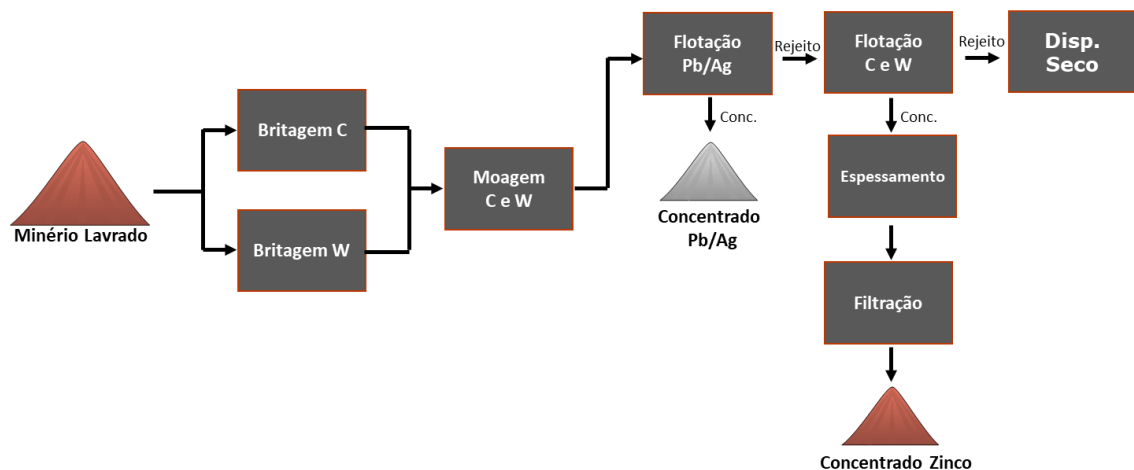 Minério Lavrado
Britagem C
Britagem W
Moagem
C e W
Flotação
Pb/Ag
Rejeito
Flotação
C e W
Rejeito
Disp.
Seco
Conc.
Concentrado
Pb/Ag
Conc.
Espessamento
Filtração
Concentrado Zinco